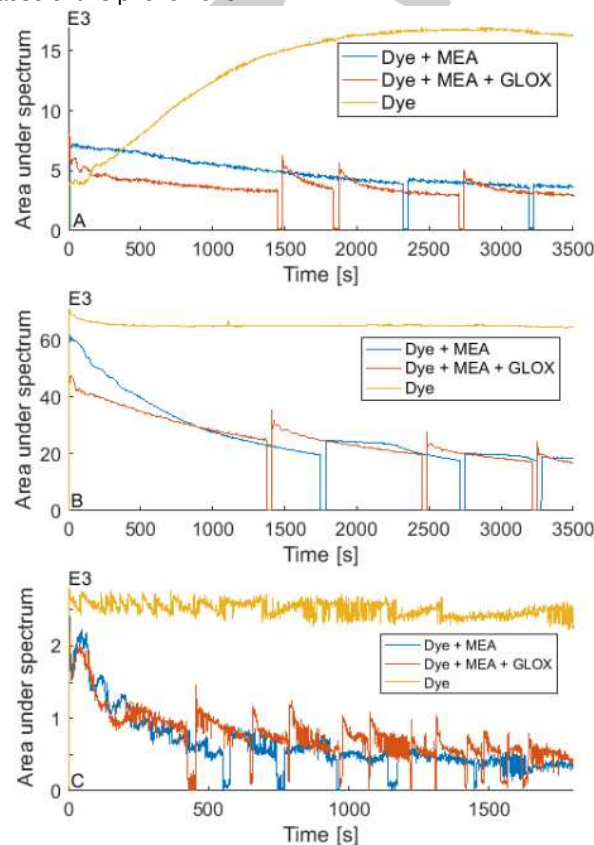 E3
15
10
5
0
Area under spectrum
A
Dye + MEA
Dye + MEA + GLOX
Dye
0 500 1000 1500 2000 2500 3000 3500
Time [s]
E3
60
40
20
0
Area under spectrum
B
Dye + MEA
Dye + MEA + GLOX
Dye
0 500 1000 1500 2000 2500 3000 3500
Time [s]
E3
2
1
0
Area under spectrum
C
Dye + MEA
Dye + MEA + GLOX
Dye
0 500 1000 1500
Time [s]